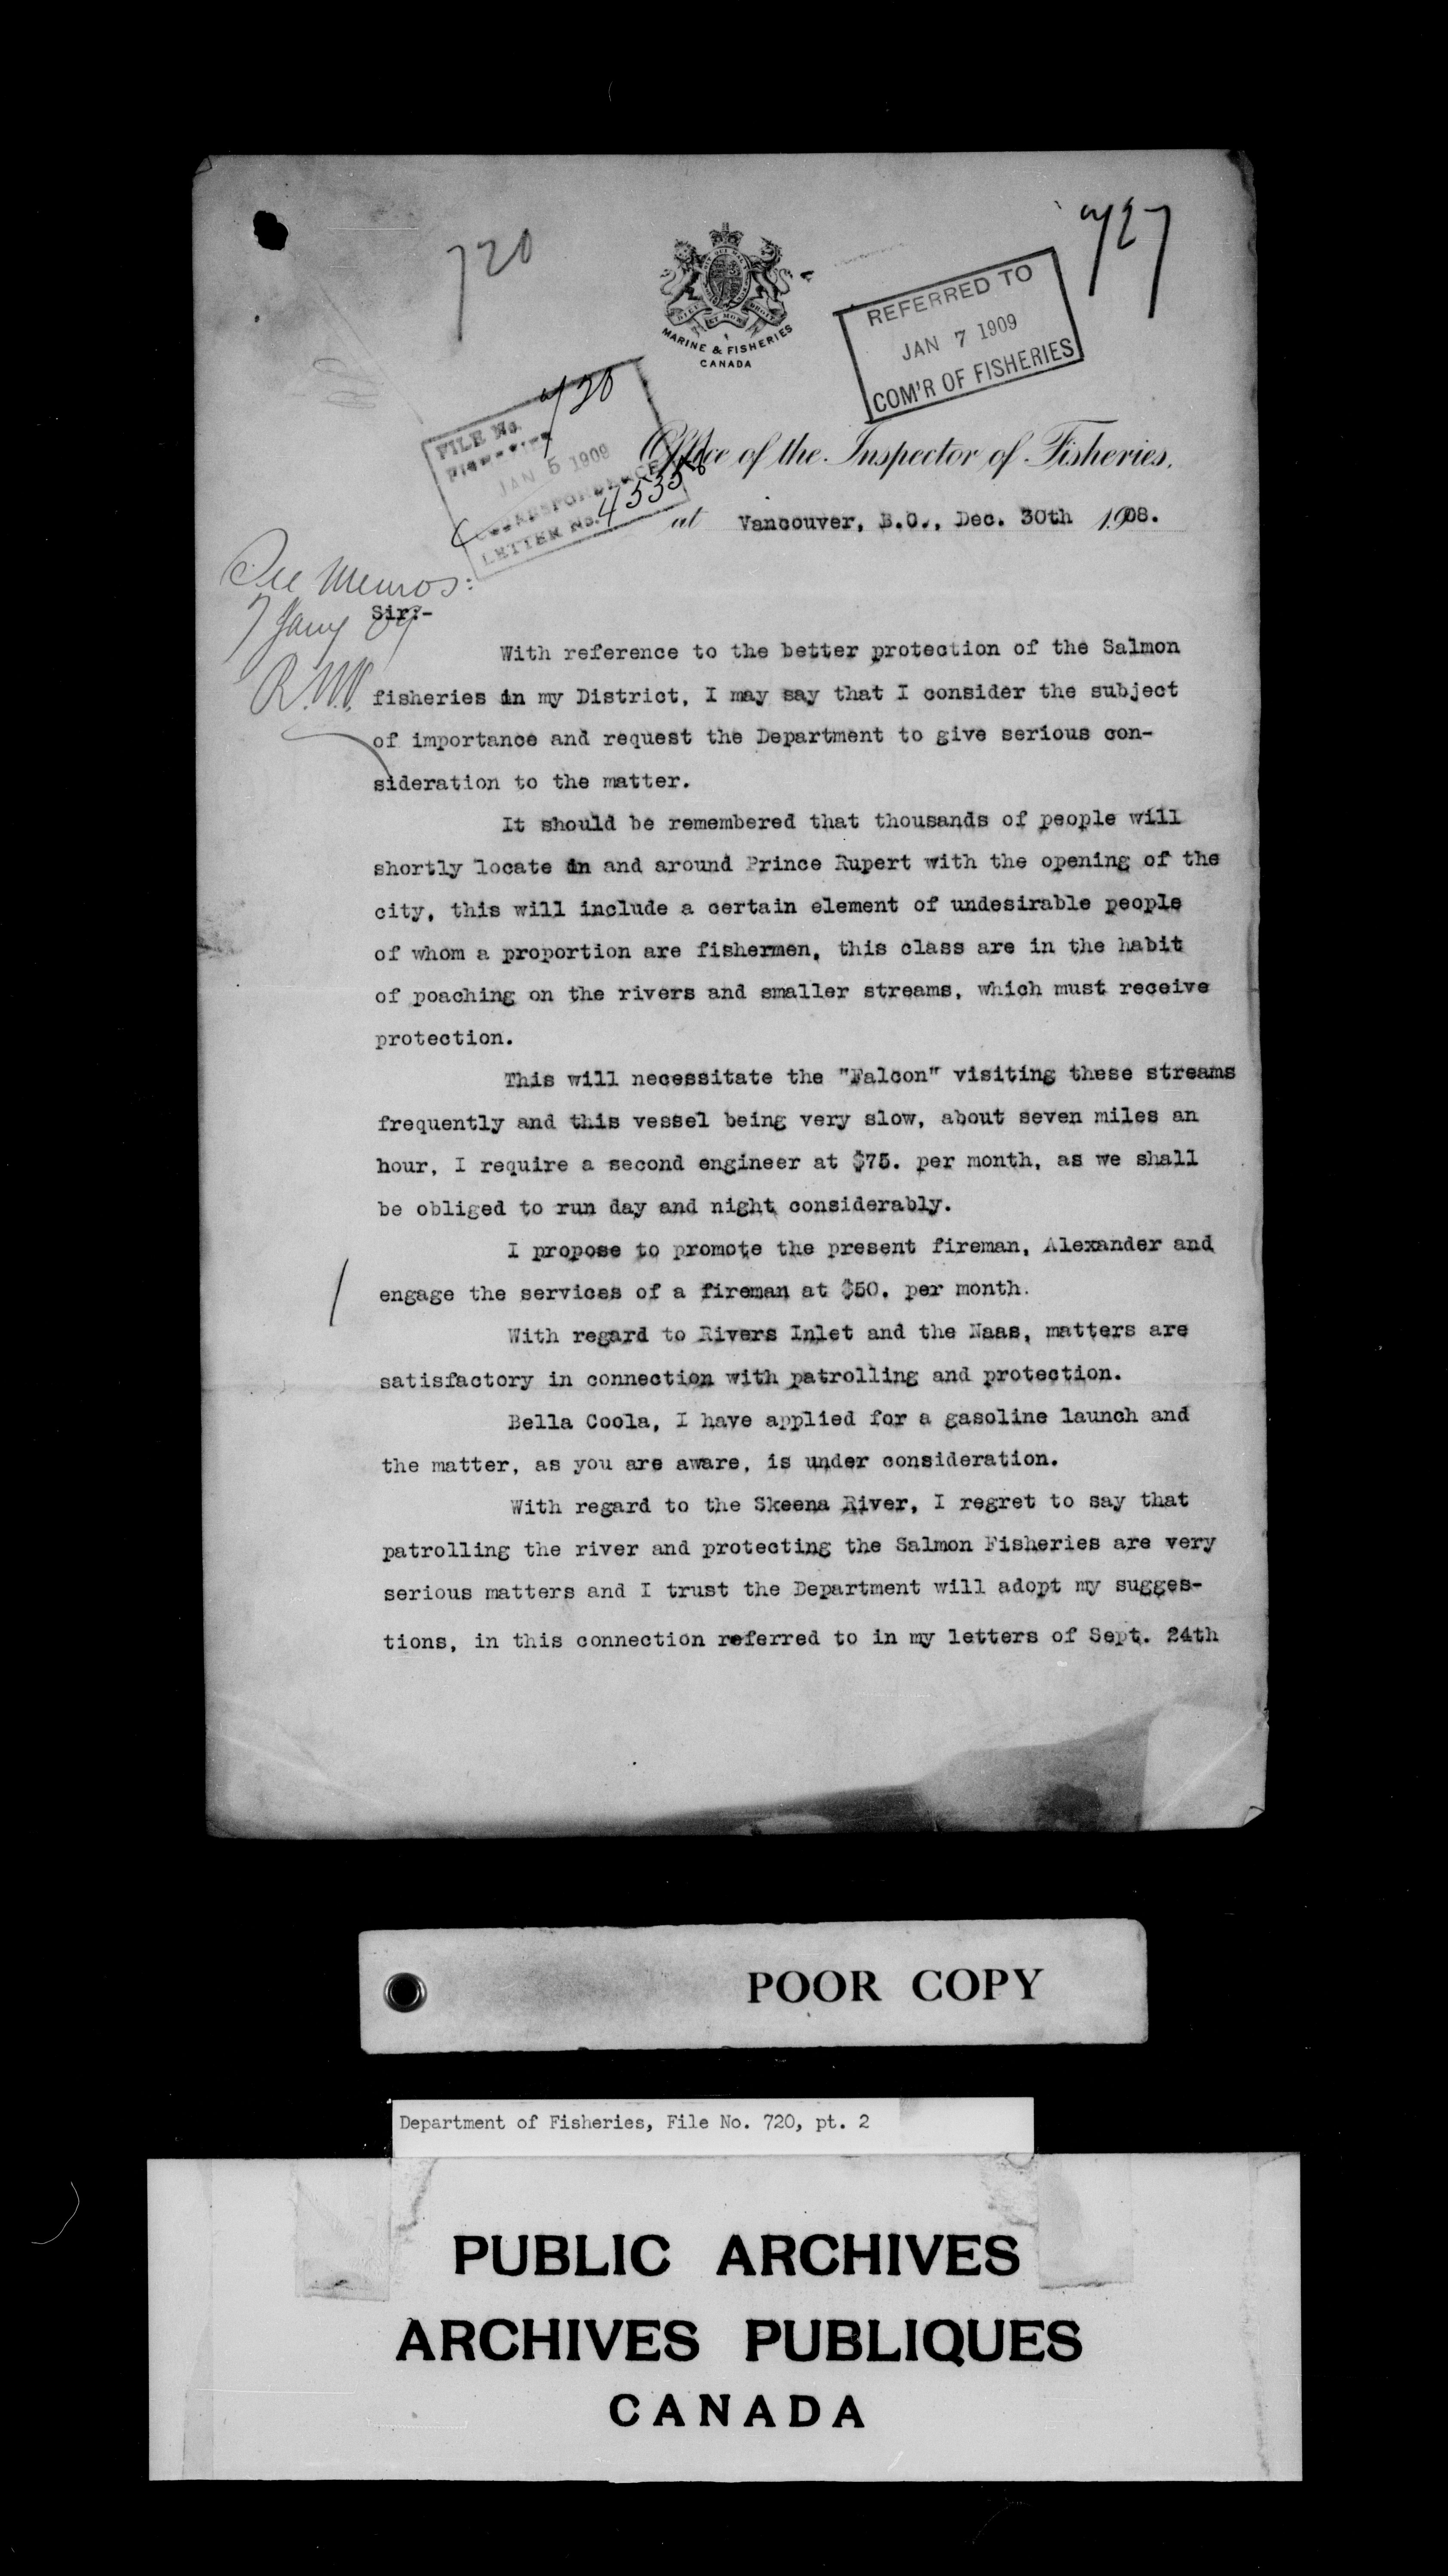 720
727
MARINE & FISHERIES
CANADA
REFERRED TO
JAN 7 1909
COM'R OF FISHERIES
FILE No. 720
FISHERIES
JAN 5 1909
CORRESPONDENCE
LETTER No.
Office of the Inspector of Fisheries,
at Vancouver, B.C., Dec. 30th 1908.
See Memos:
7 Jany 09
Sir:-
With reference to the better protection of the Salmon
fisheries in my District, I may say that I consider the subject
of importance and request the Department to give serious con-
sideration to the matter.
It should be remembered that thousands of people will
shortly locate in and around Prince Rupert with the opening of the
city, this will include a certain element of undesirable people
of whom a proportion are fishermen, this class are in the habit
of poaching on the rivers and smaller streams, which must receive
protection.
This will necessitate the "Falcon" visiting these streams
frequently and this vessel being very slow, about seven miles an
hour, I require a second engineer at $75. per month, as we shall
be obliged to run day and night considerably.
I propose to promote the present fireman, Alexander and
engage the services of a fireman at $50. per month.
With regard to Rivers Inlet and the Naas, matters are
satisfactory in connection with patrolling and protection.
Bella Coola, I have applied for a gasoline launch and
the matter, as you are aware, is under consideration.
With regard to the Skeena River, I regret to say that
patrolling the river and protecting the Salmon Fisheries are very
serious matters and I trust the Department will adopt my sugges-
tions, in this connection referred to in my letters of Sept. 24th
POOR COPY
Department of Fisheries, File No. 720, pt. 2
PUBLIC ARCHIVES
ARCHIVES PUBLIQUES
CANADA